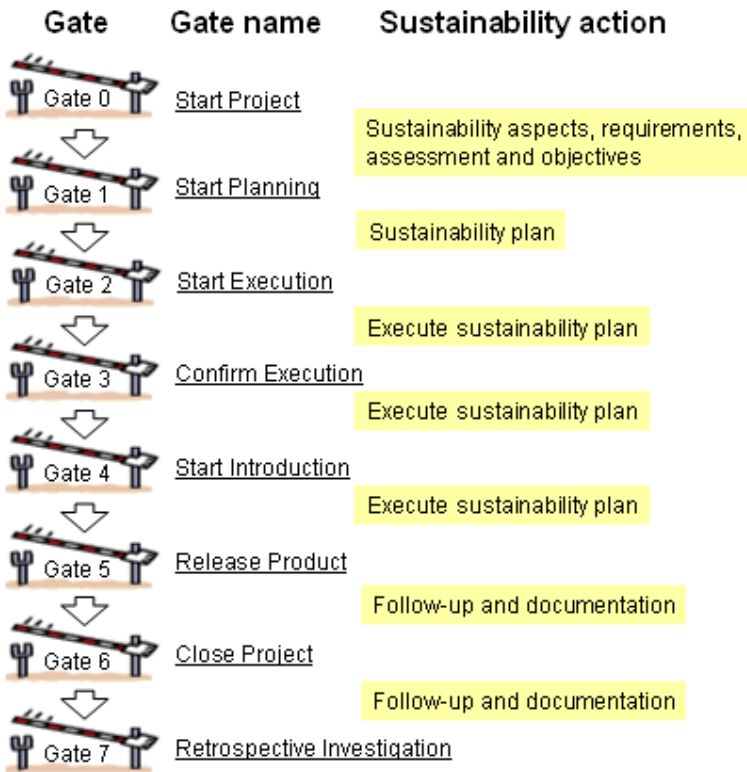 Gate Gate name Sustainability action
Gate 0 Start Project
Sustainability aspects, requirements,
assessment and objectives
Gate 1 Start Planning
Sustainability plan
Gate 2 Start Execution
Execute sustainability plan
Gate 3 Confirm Execution
Execute sustainability plan
Gate 4 Start Introduction
Execute sustainability plan
Gate 5 Release Product
Follow-up and documentation
Gate 6 Close Project
Follow-up and documentation
Gate 7 Retrospective Investigation